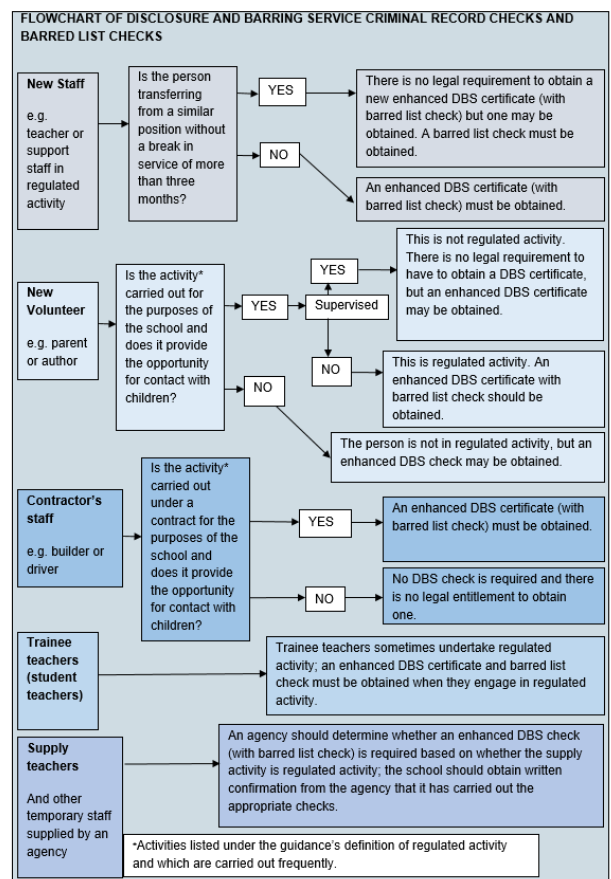 FLOWCHART OF DISCLOSURE AND BARRING SERVICE CRIMINAL RECORD CHECKS AND
BARRED LIST CHECKS
New Staff
e.g.
teacher or
support
staff in
regulated
activity
Is the person
transferring
from a similar
position without
a break in
service of more
than three
months?
YES
There is no legal requirement to obtain a
new enhanced DBS certificate (with
barred list check) but one may be
obtained. A barred list check must be
obtained.
NO
An enhanced DBS certificate (with
barred list check) must be obtained.
New
Volunteer
e.g. parent
or author
Is the activity*
carried out for
the purposes of
the school and
does it provide
the opportunity
for contact with
children?
YES
Supervised
YES
This is not regulated activity.
There is no legal requirement to
have to obtain a DBS certificate,
but an enhanced DBS certificate
may be obtained.
NO
This is regulated activity. An
enhanced DBS certificate with
barred list check should be
obtained.
NO
The person is not in regulated activity, but an
enhanced DBS check may be obtained.
Contractor's
staff
e.g. builder or
driver
Is the activity*
carried out
under a
contract for the
purposes of the
school and
does it provide
the opportunity
for contact with
children?
YES
An enhanced DBS certificate (with
barred list check) must be obtained.
NO
No DBS check is required and there
is no legal entitlement to obtain
one.
Trainee
teachers
(student
teachers)
Trainee teachers sometimes undertake regulated
activity; an enhanced DBS certificate and barred list
check must be obtained when they engage in regulated
activity.
Supply
teachers
And other
temporary staff
supplied by an
agency
An agency should determine whether an enhanced DBS check
(with barred list check) is required based on whether the supply
activity is regulated activity; the school should obtain written
confirmation from the agency that it has carried out the
appropriate checks.
*Activities listed under the guidance's definition of regulated activity
and which are carried out frequently.